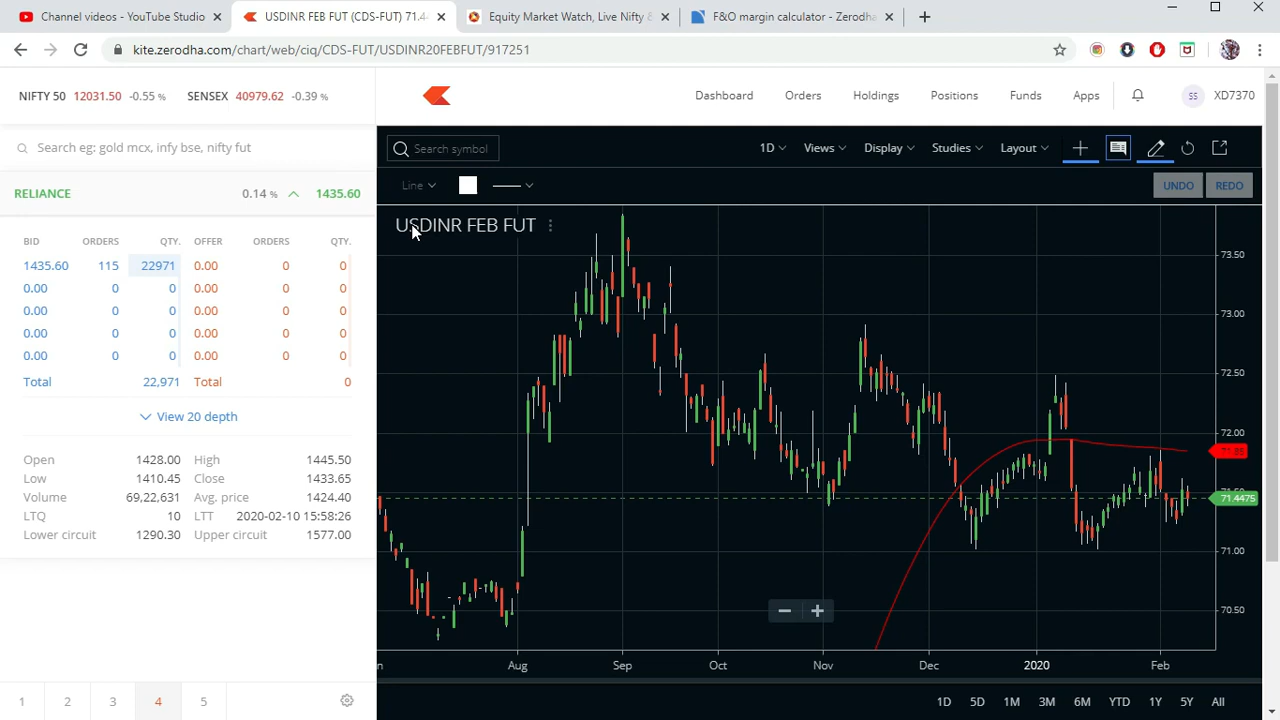 Channel videos - YouTube Studio
USDINR FEB FUT (CDS-FUT) 71.4
Equity Market Watch, Live Nifty &
F&O margin calculator - Zerodha
kite.zerodha.com/chart/web/ciq/CDS-FUT/USDINR20FEBFUT/917251
NIFTY 50 12031.50 -0.55 % SENSEX 40979.62 -0.39 %
Dashboard Orders Holdings Positions Funds Apps SS XD7370
Search eg: gold mcx, infy bse, nifty fut
Search symbol 1D Views Display Studies Layout
Line UNDO REDO
RELIANCE 0.14 % 1435.60
USDINR FEB FUT
BID ORDERS QTY. OFFER ORDERS QTY.
1435.60 115 22971 0.00 0 0
0.00 0 0 0.00 0 0
0.00 0 0 0.00 0 0
0.00 0 0 0.00 0 0
0.00 0 0 0.00 0 0
Total 22,971 Total 0
View 20 depth
Open 1428.00 High 1445.50
Low 1410.45 Close 1433.65
Volume 69,22,631 Avg. price 1424.40
LTQ 10 LTT 2020-02-10 15:58:26
Lower circuit 1290.30 Upper circuit 1577.00
73.50
73.00
72.50
72.00
71.4475
71.00
70.50
Aug Sep Oct Nov Dec 2020 Feb
1D 5D 1M 3M 6M YTD 1Y 5Y All
1 2 3 4 5